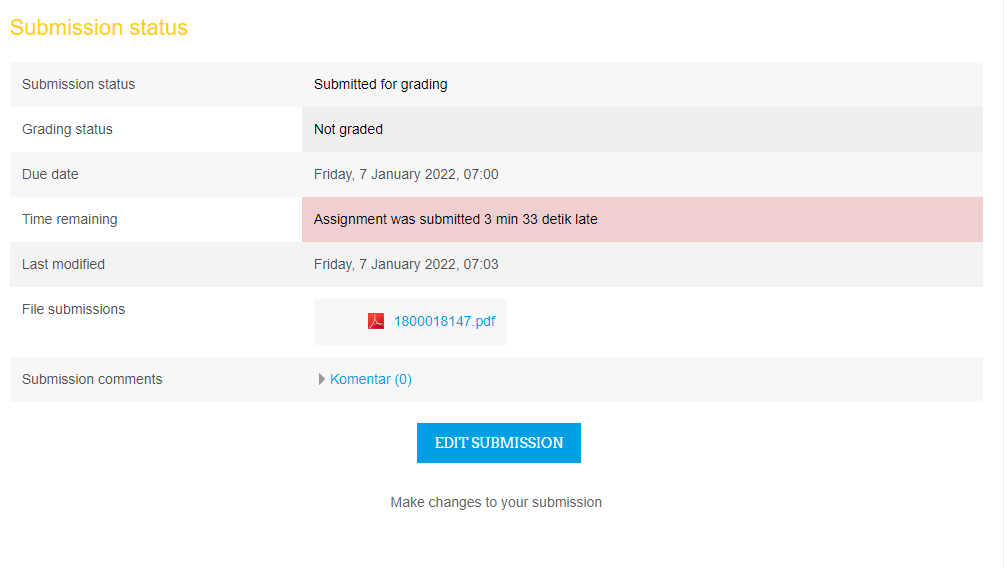 Submission status
Submission status Submitted for grading
Grading status Not graded
Due date Friday, 7 January 2022, 07:00
Time remaining Assignment was submitted 3 min 33 detik late
Last modified Friday, 7 January 2022, 07:03
File submissions 1800018147.pdf
Submission comments Komentar (0)
EDIT SUBMISSION
Make changes to your submission